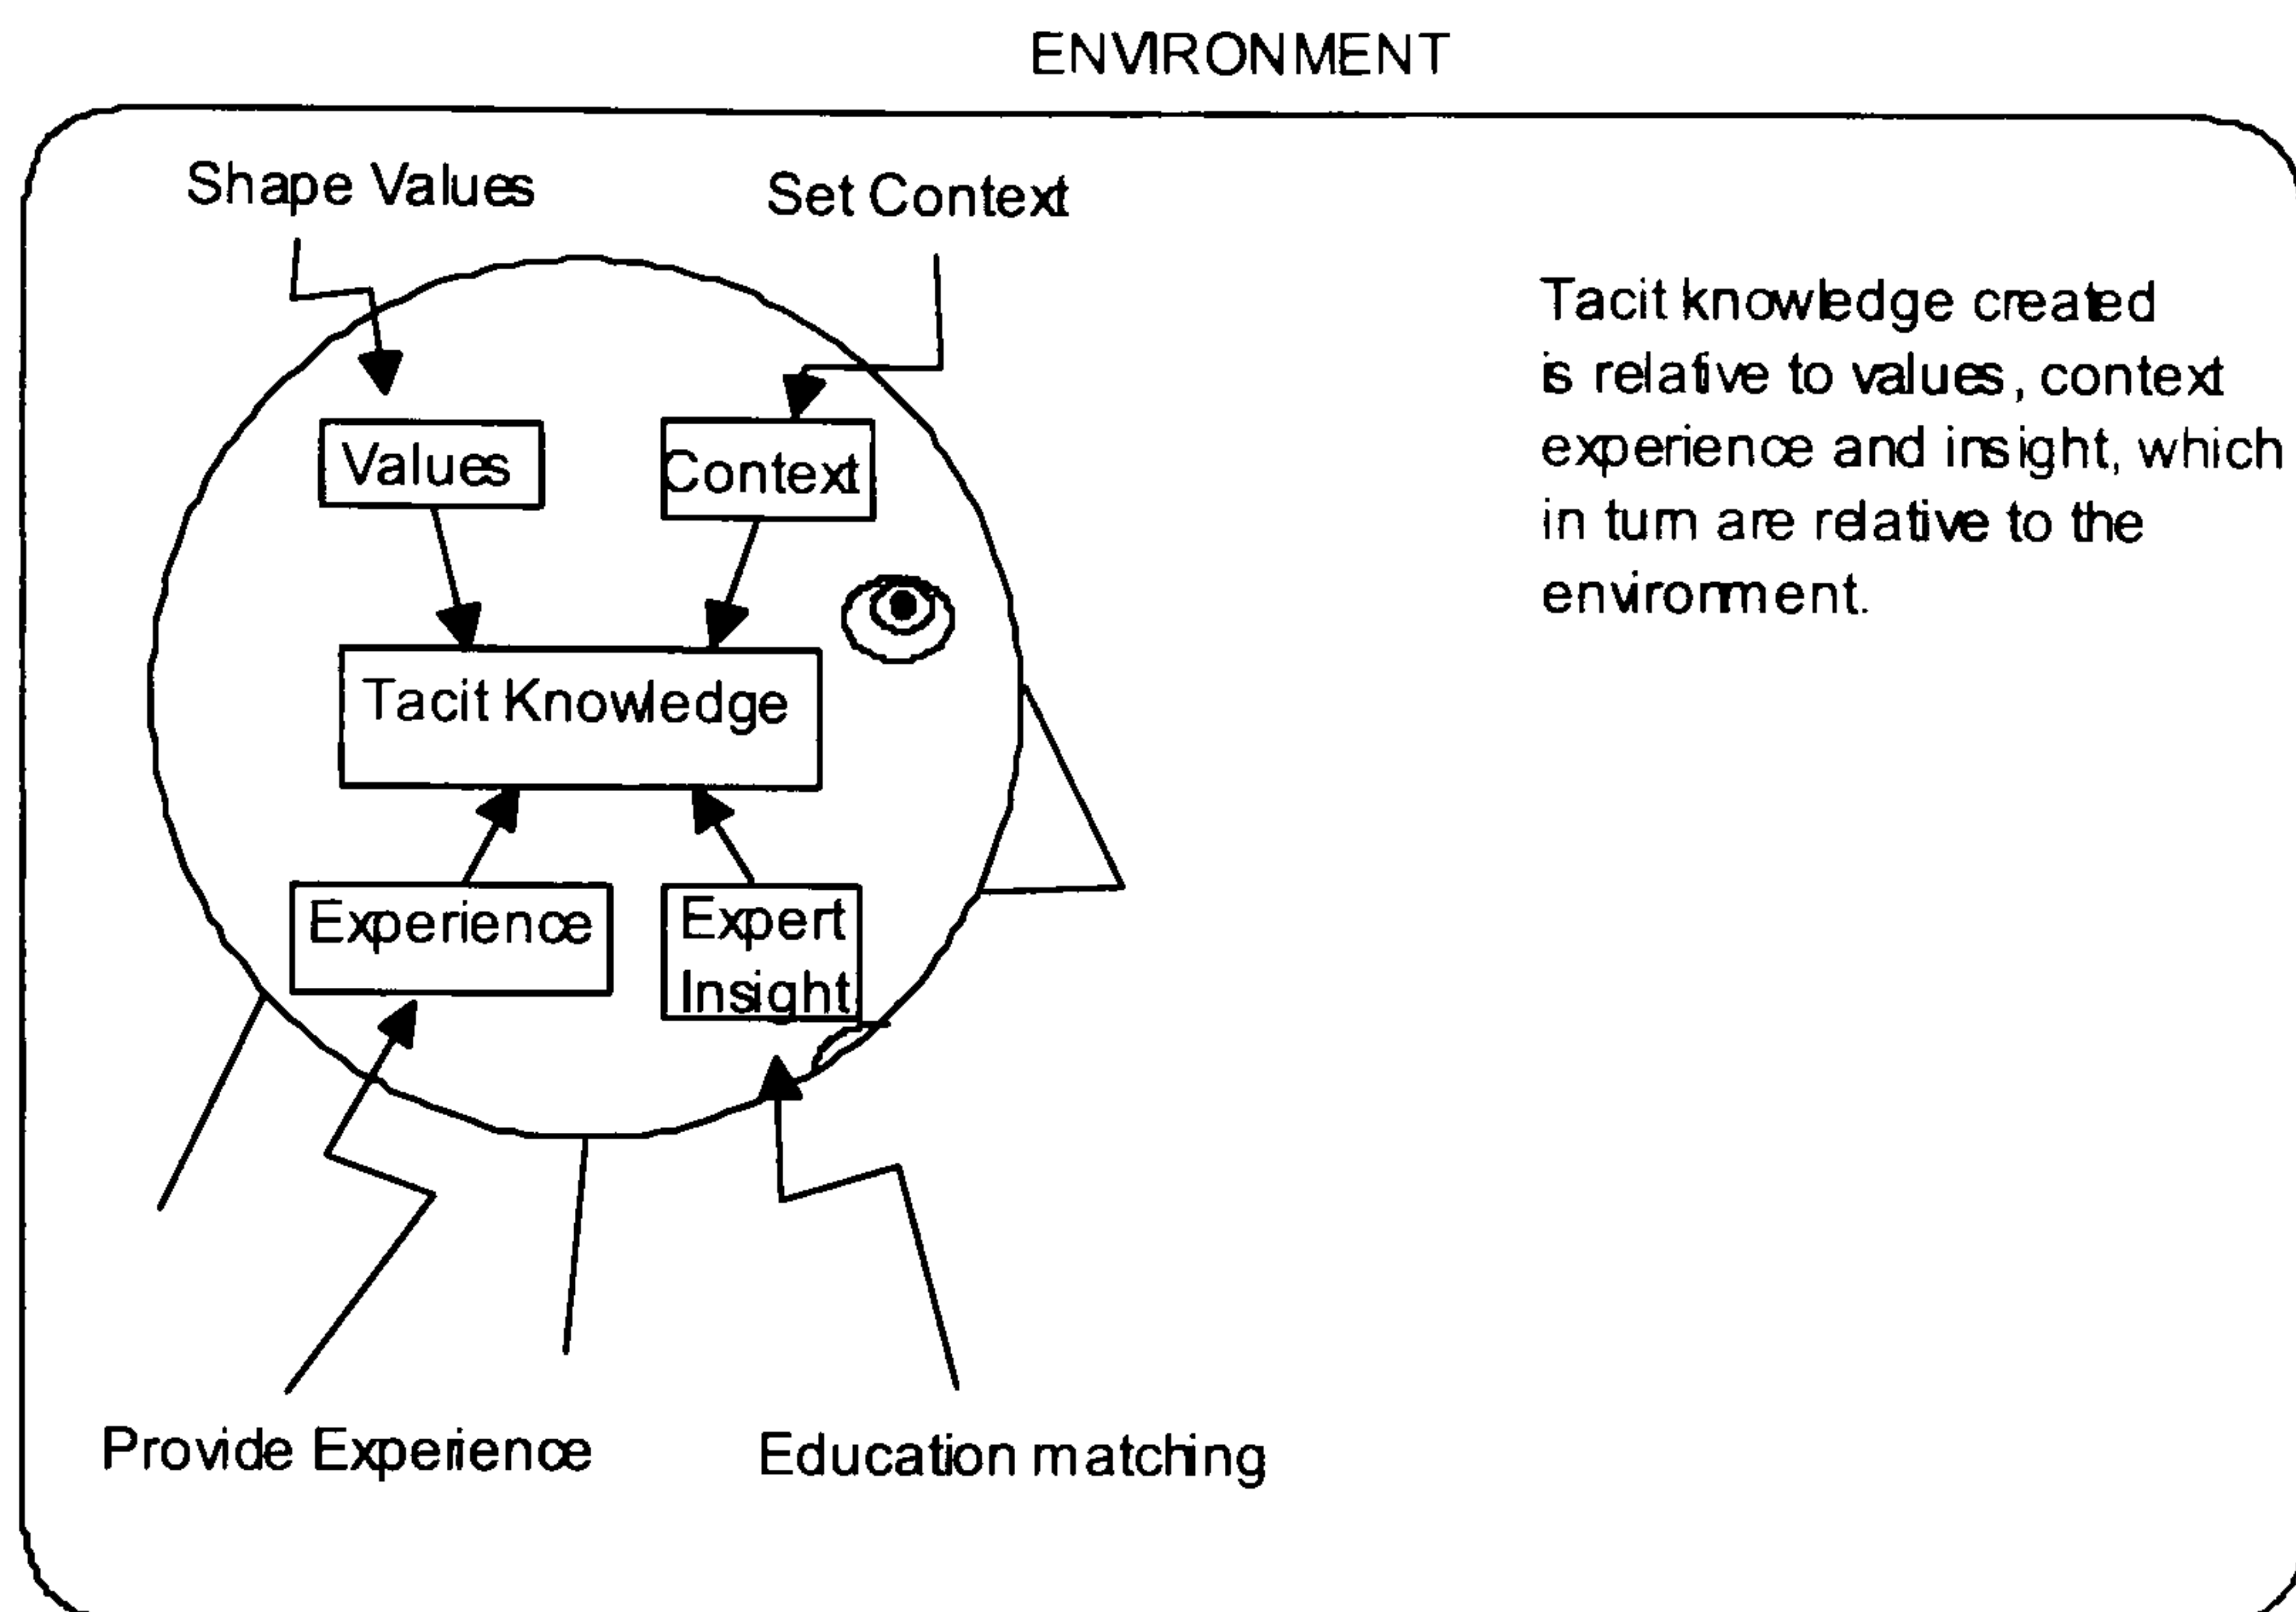 ENVIRONMENT
Shape Values
Set Context
Values
Context
Tacit Knowledge
Experience
Expert
Insight
Provide Experience
Education matching
Tacit knowledge created
is relative to values, context
experience and insight, which
in turn are relative to the
environment.